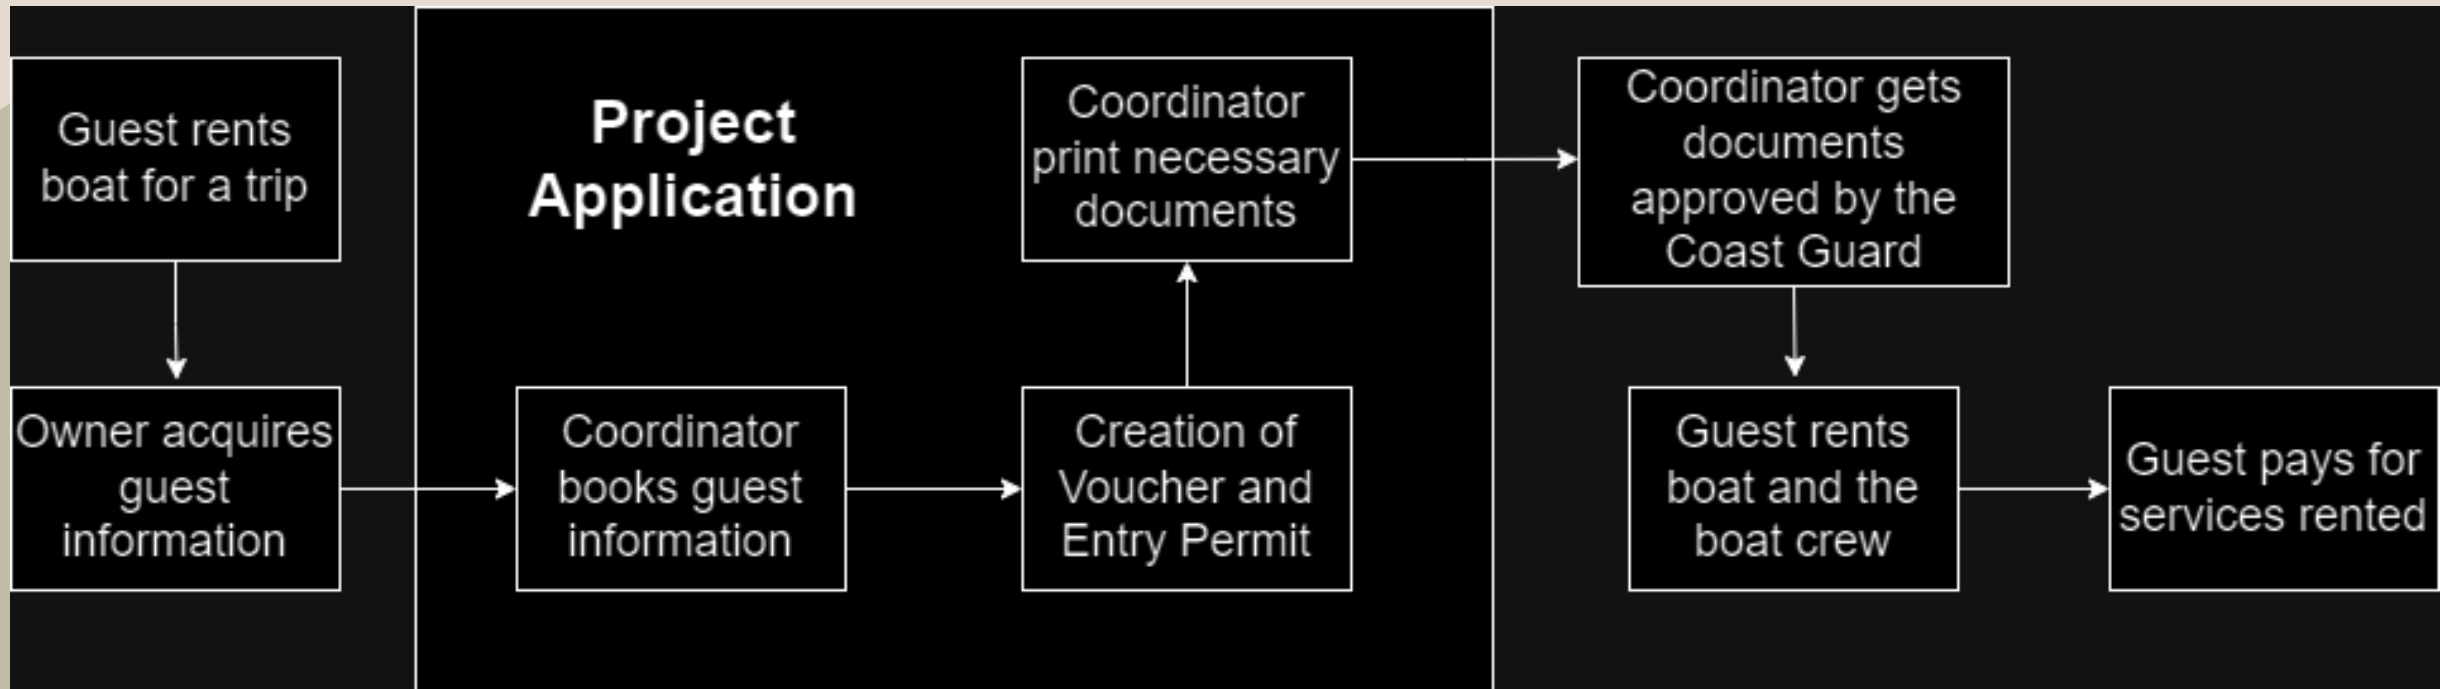 Guest rents
boat for a trip
Owner acquires
guest
information
Project
Application
Coordinator
books guest
information
Creation of
Voucher and
Entry Permit
Coordinator
print necessary
documents
Coordinator gets
documents
approved by the
Coast Guard
Guest rents
boat and the
boat crew
Guest pays for
services rented